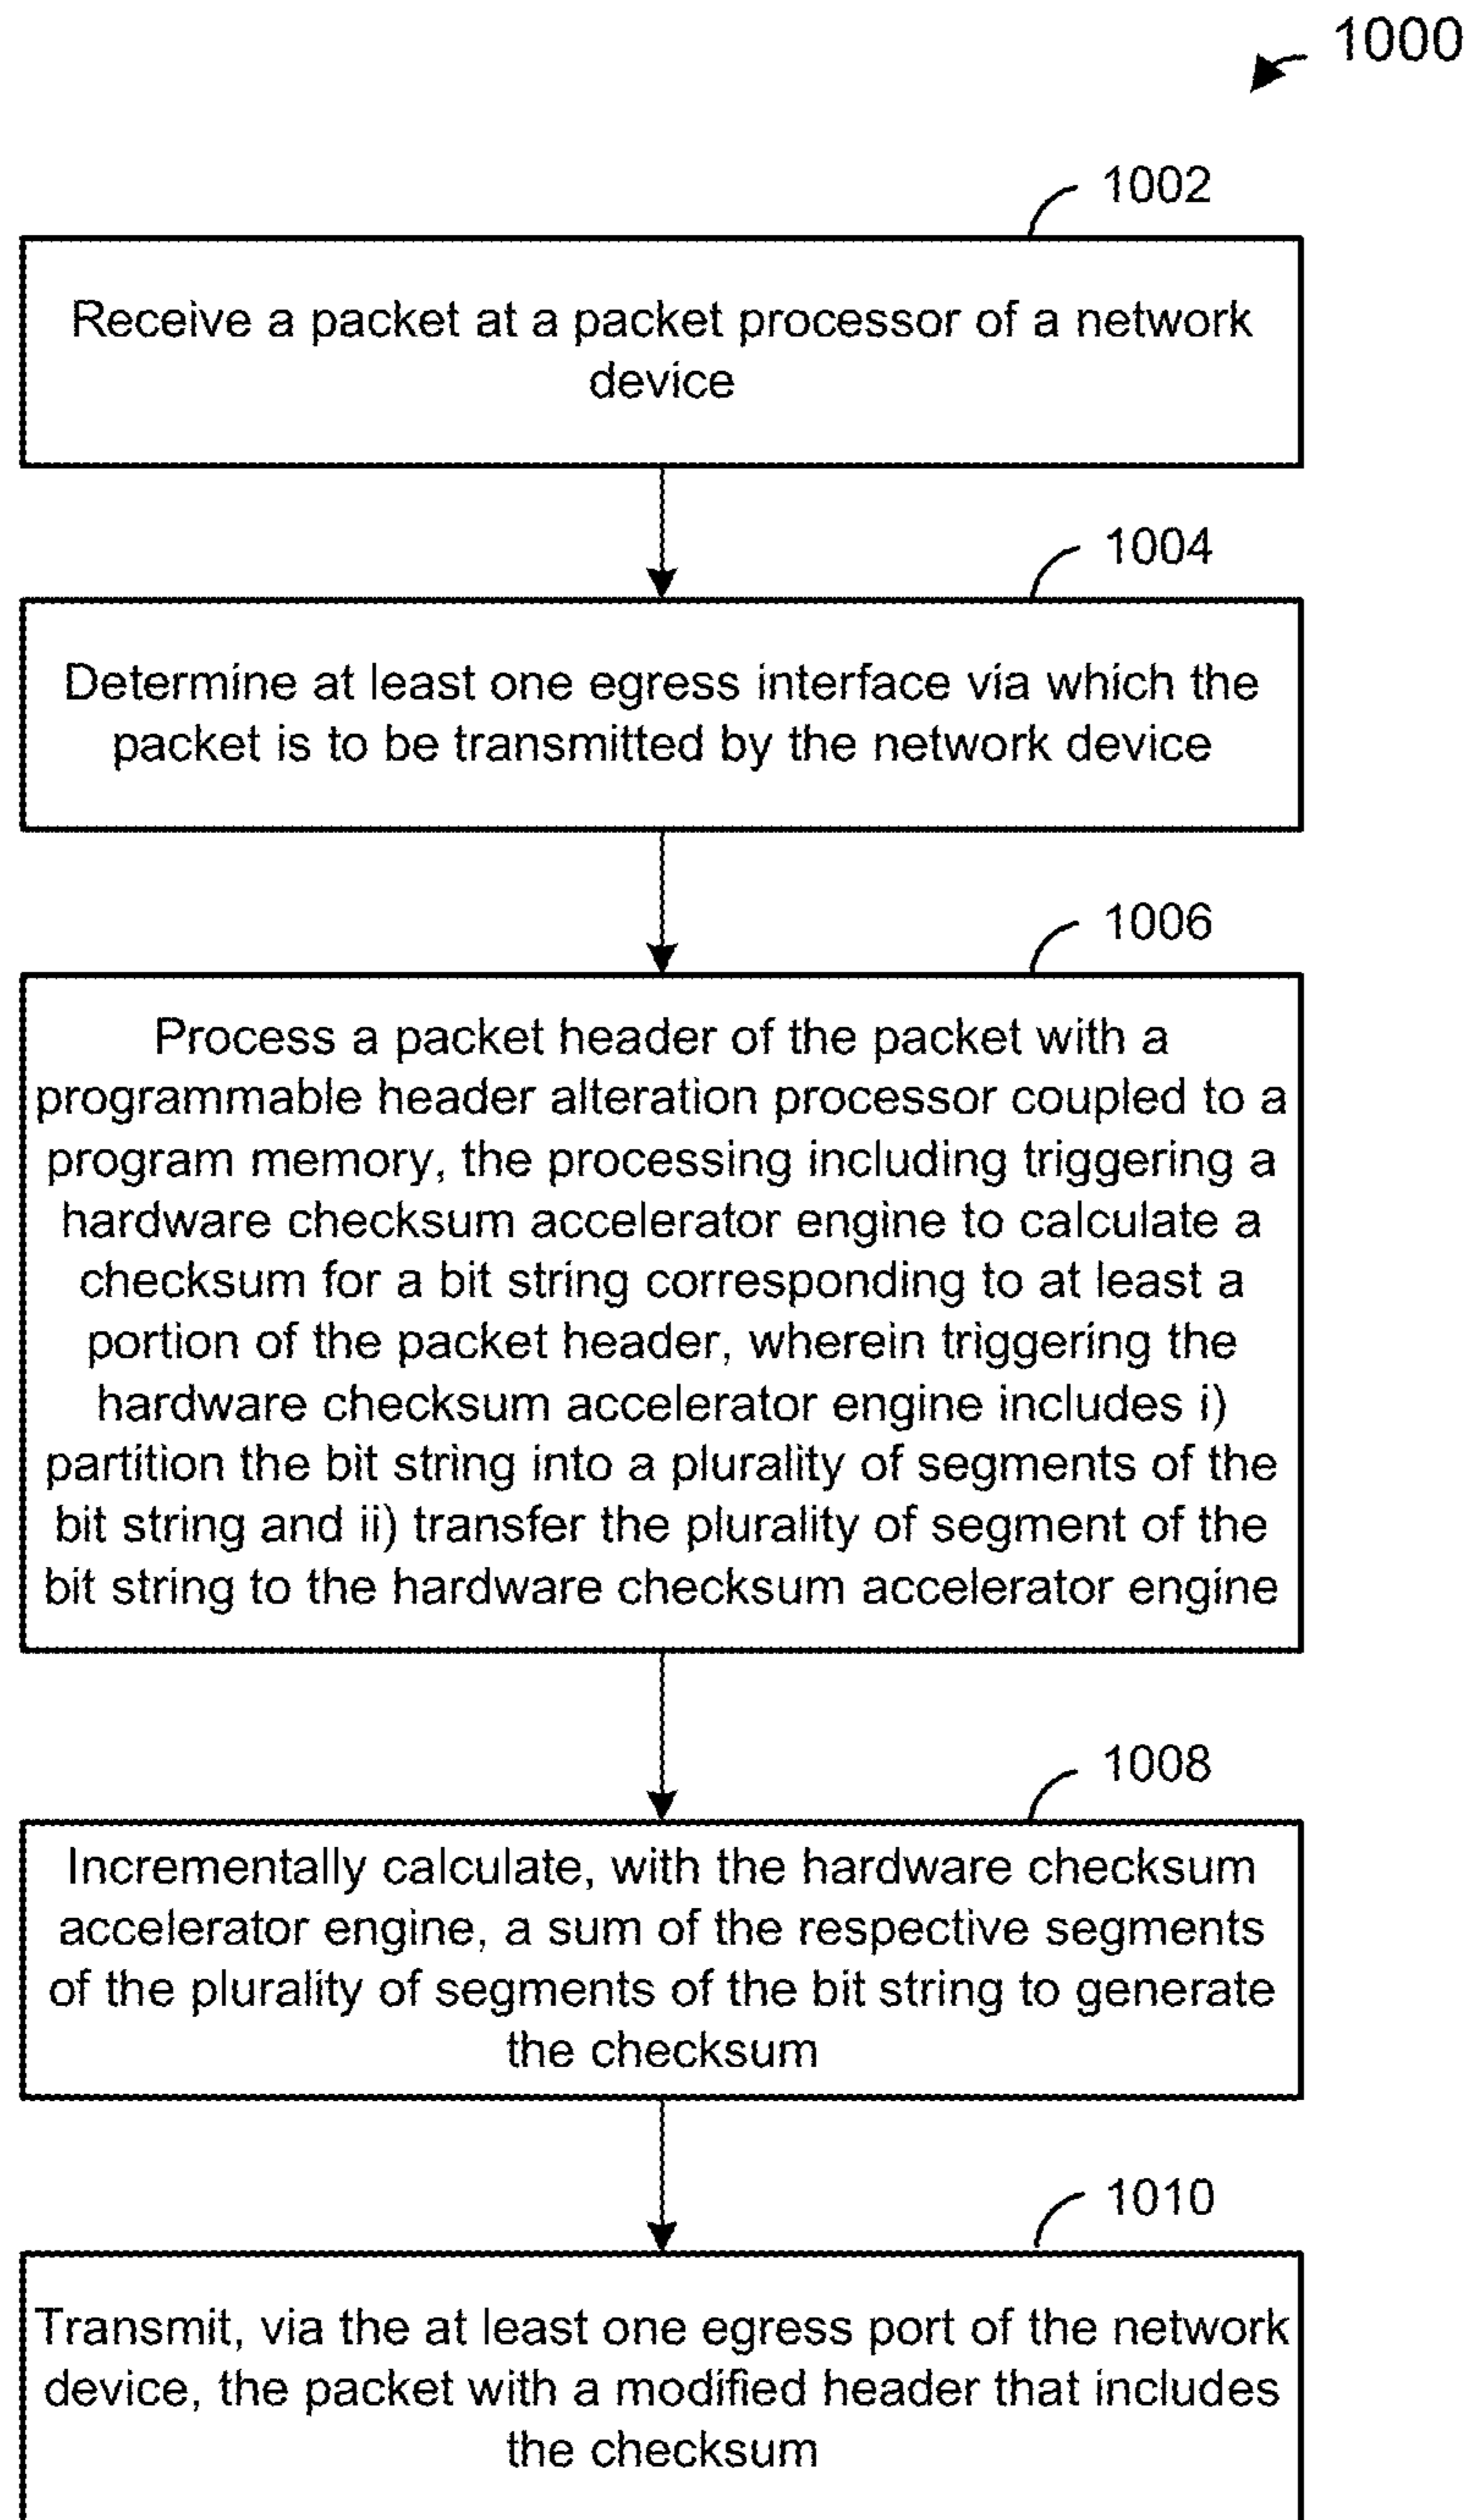 1000
1002
Receive a packet at a packet processor of a network
device
1004
Determine at least one egress interface via which the
packet is to be transmitted by the network device
1006
Process a packet header of the packet with a
programmable header alteration processor coupled to a
program memory, the processing including triggering a
hardware checksum accelerator engine to calculate a
checksum for a bit string corresponding to at least a
portion of the packet header, wherein triggering the
hardware checksum accelerator engine includes i)
partition the bit string into a plurality of segments of the
bit string and ii) transfer the plurality of segment of the
bit string to the hardware checksum accelerator engine
1008
Incrementally calculate, with the hardware checksum
accelerator engine, a sum of the respective segments
of the plurality of segments of the bit string to generate
the checksum
1010
Transmit, via the at least one egress port of the network
device, the packet with a modified header that includes
the checksum